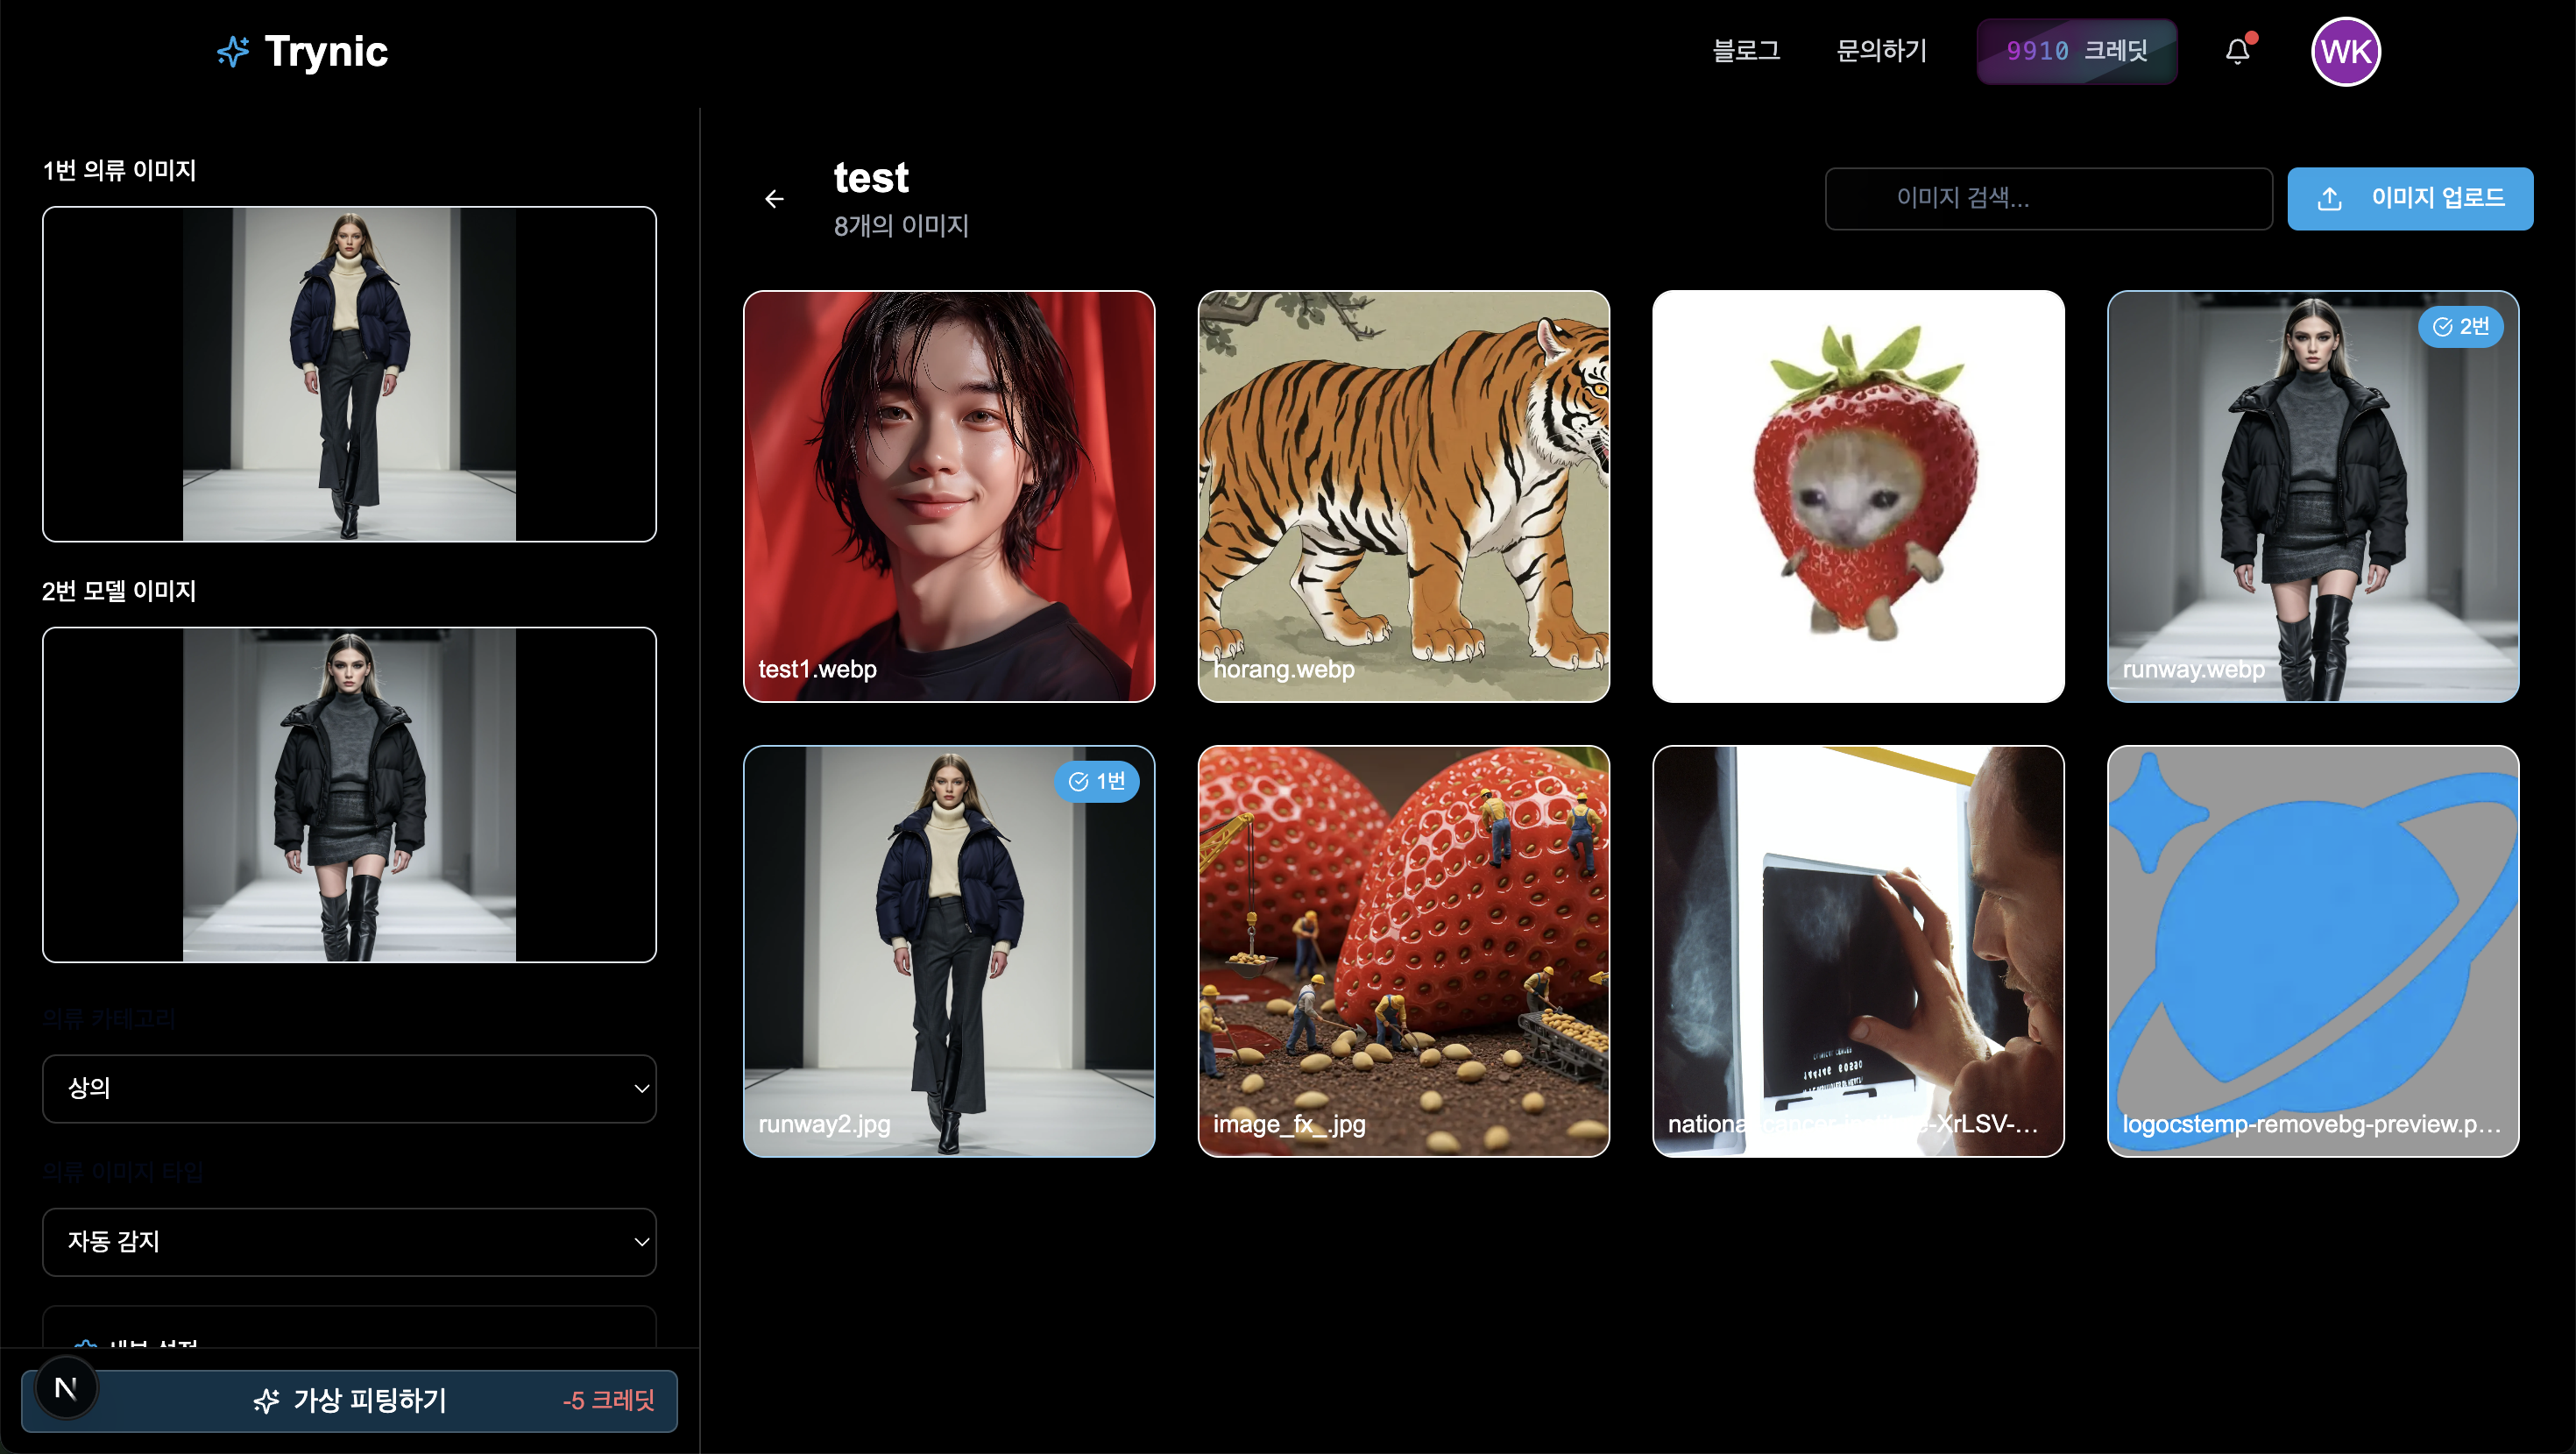 Trynic
블로그
문의하기
9910 크레딧
WK
1번 의류 이미지
2번 모델 이미지
의류 카테고리
상의
의류 이미지 타입
자동 감지
세부 설정
N
가상 피팅하기
-5 크레딧
test
8개의 이미지
이미지 검색...
이미지 업로드
test1.webp
horang.webp
2번
runway.webp
1번
runway2.jpg
image_fx_.jpg
national-cancer-institute-XrLSV-...
logocstemp-removebg-preview.p...